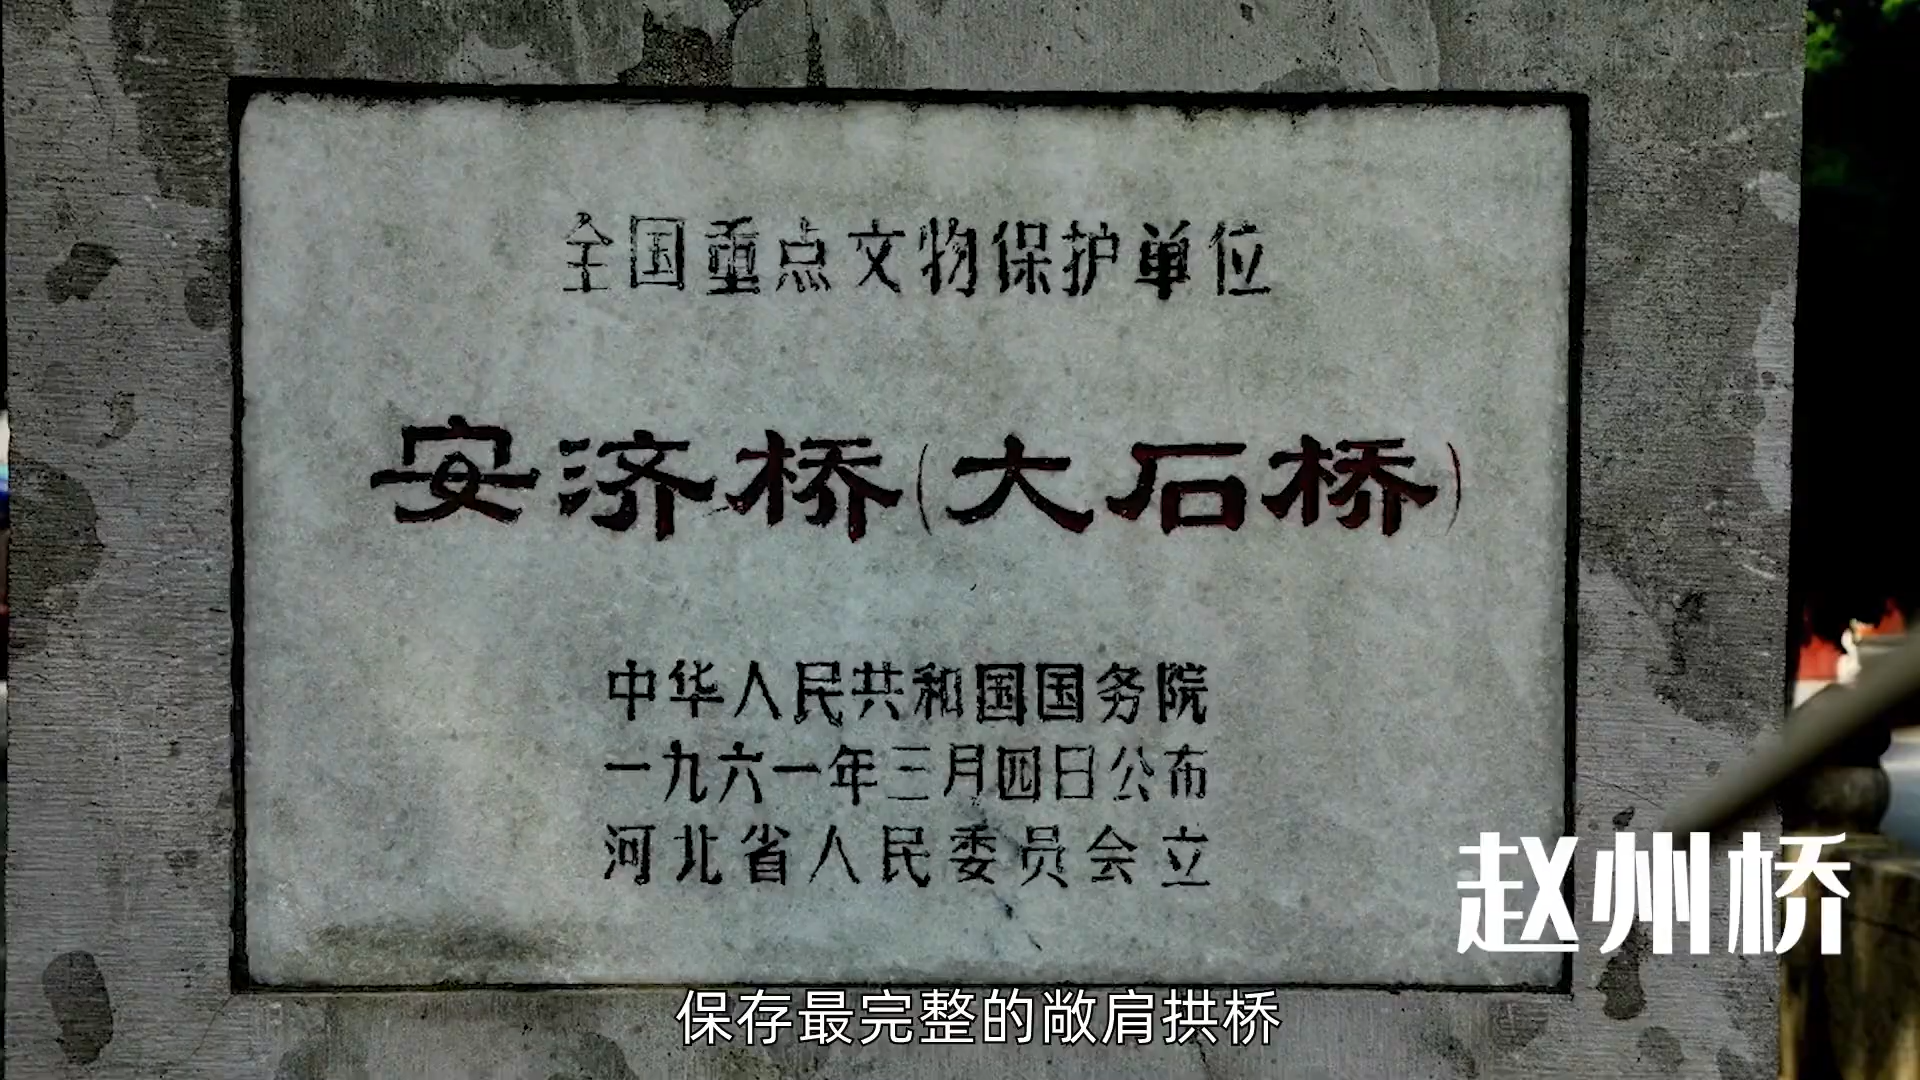 全国重点文物保护单位
安济桥(大石桥)
中华人民共和国国务院
一九六一年三月四日公布
河北省人民委员会立
赵州桥
保存最完整的敞肩拱桥